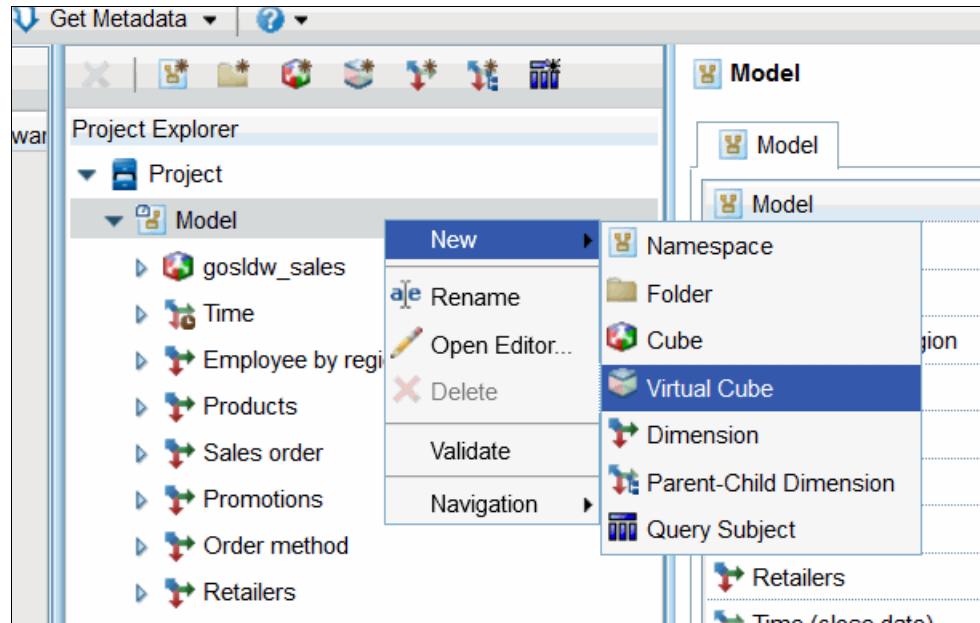 Get Metadata
Project Explorer
Project
Model
gosldw_sales
Time
Employee by regi
Products
Sales order
Promotions
Order method
Retailers
New
Rename
Open Editor...
Delete
Validate
Navigation
Namespace
Folder
Cube
Virtual Cube
Dimension
Parent-Child Dimension
Query Subject
Model
Model
Model
Retailers